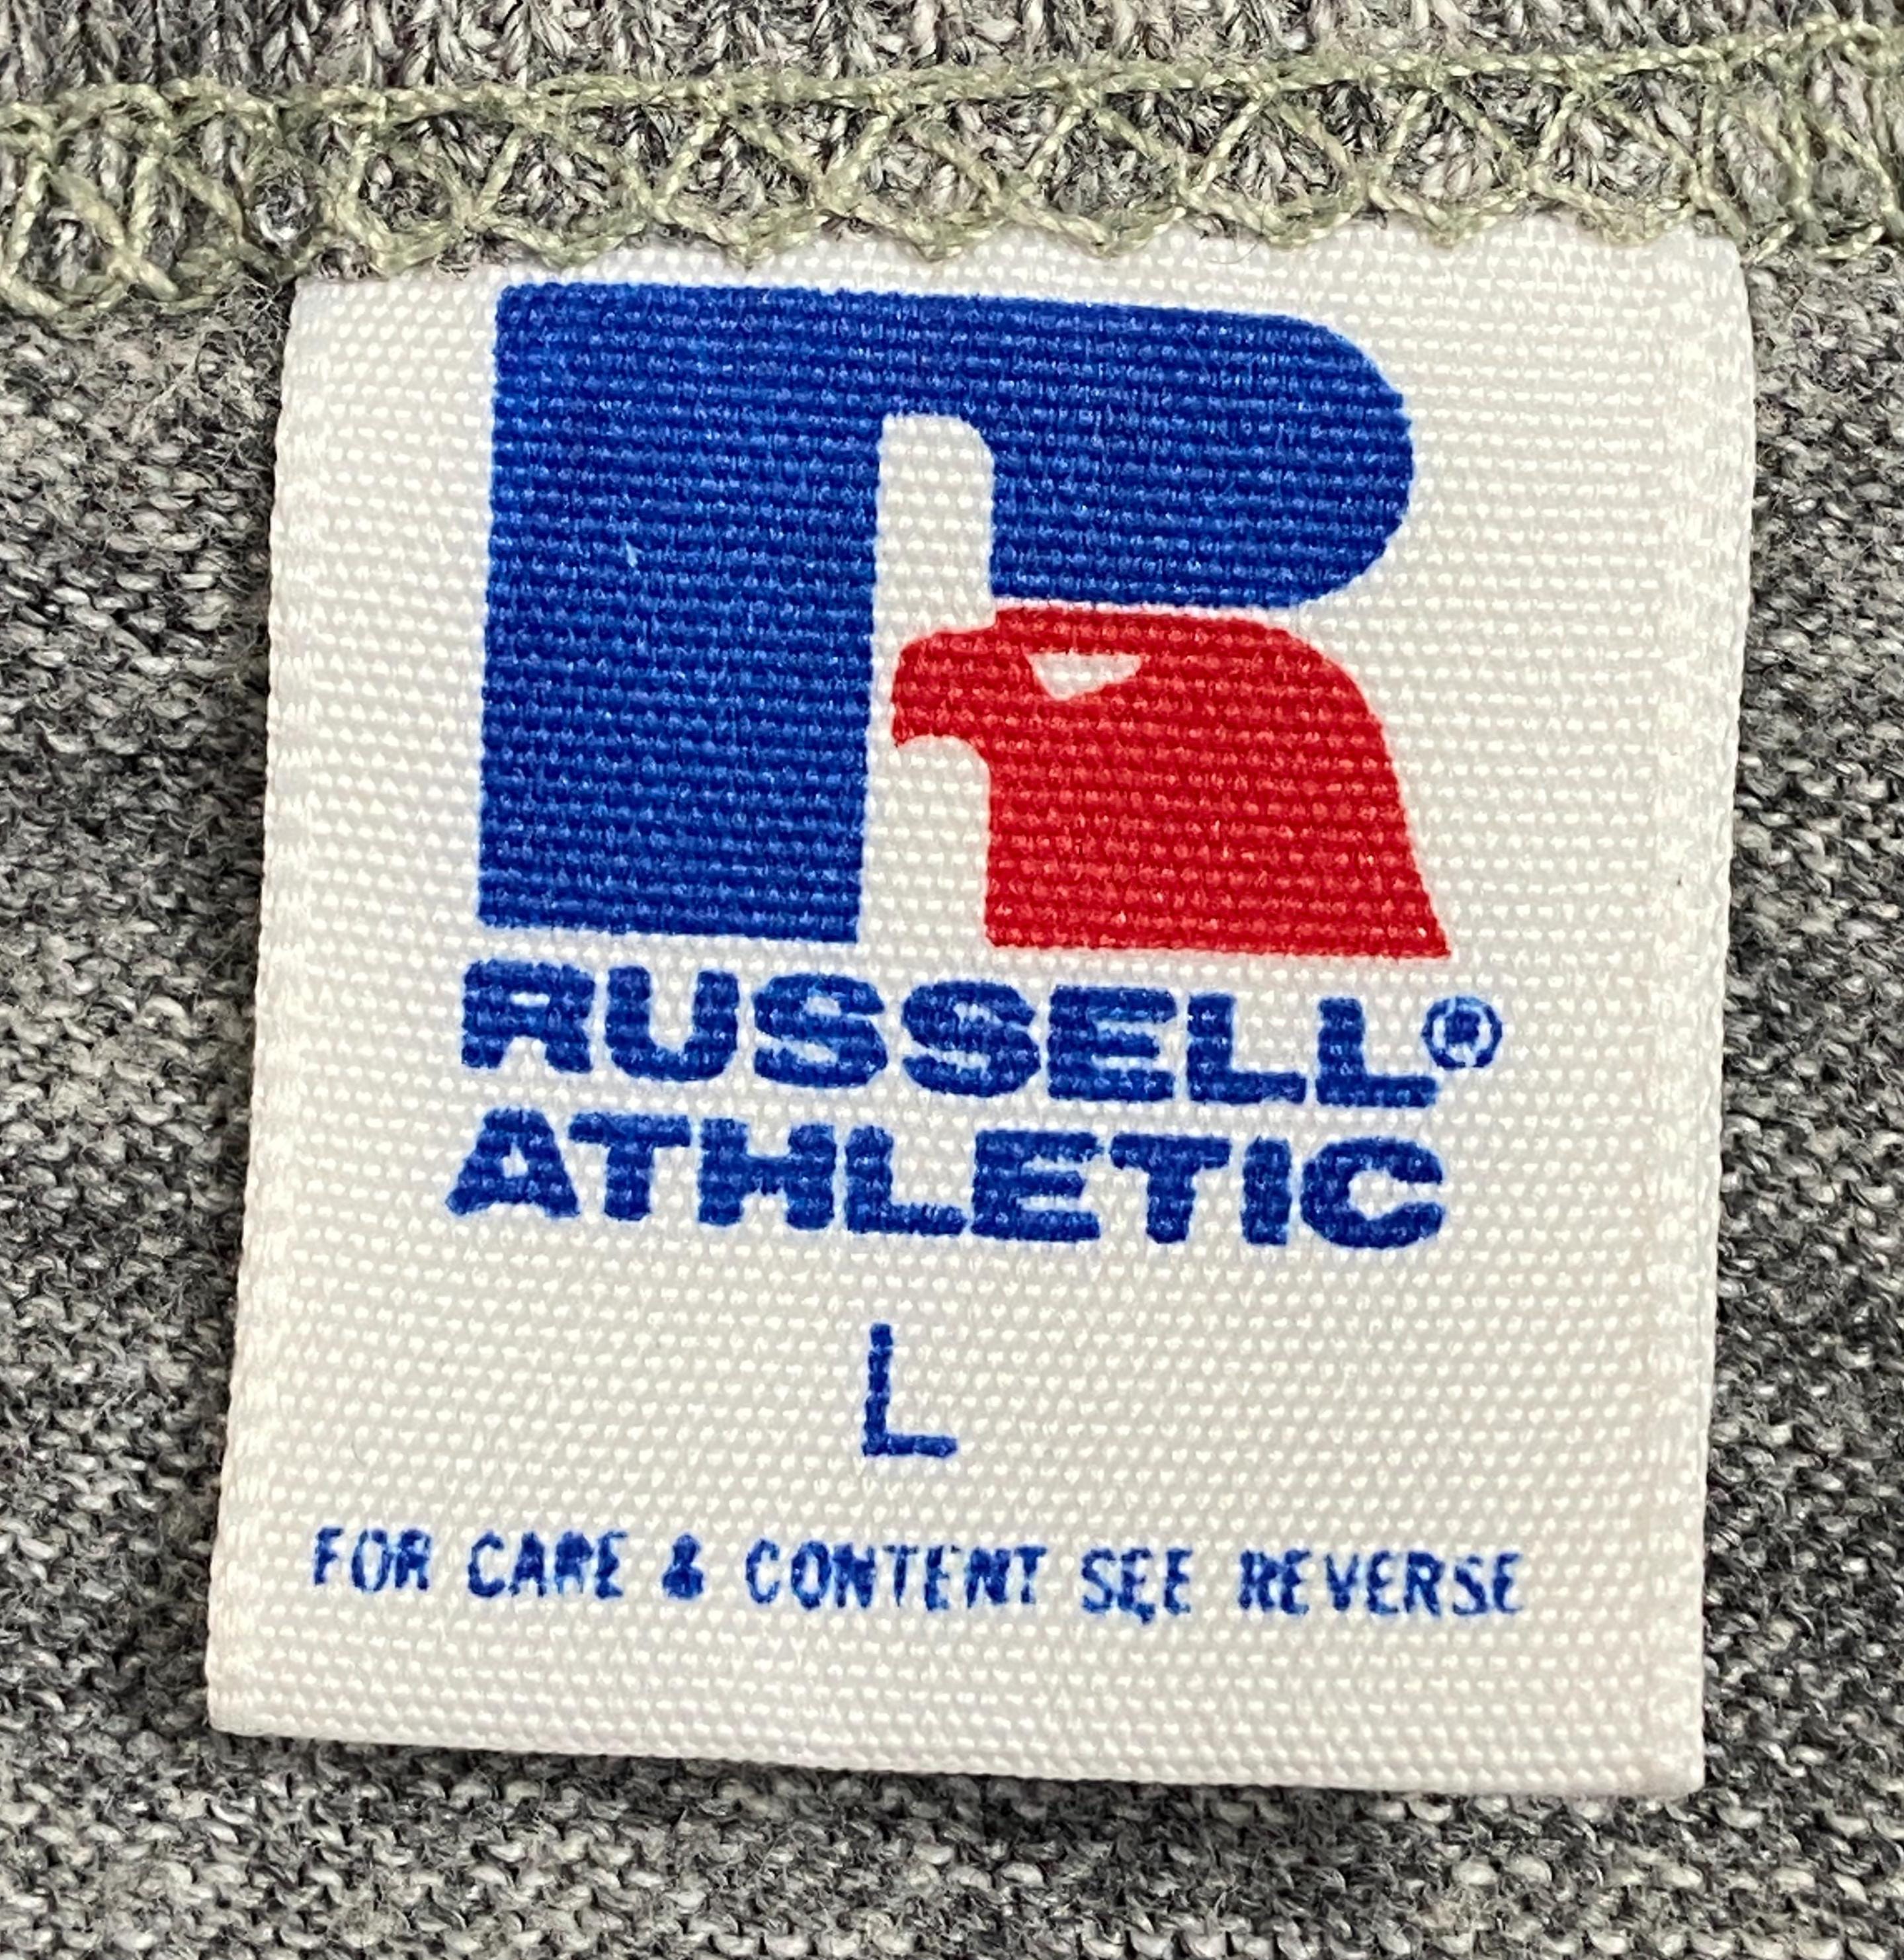 R
RUSSELL®
ATHLETIC
L
FOR CARE & CONTENT SEE REVERSE